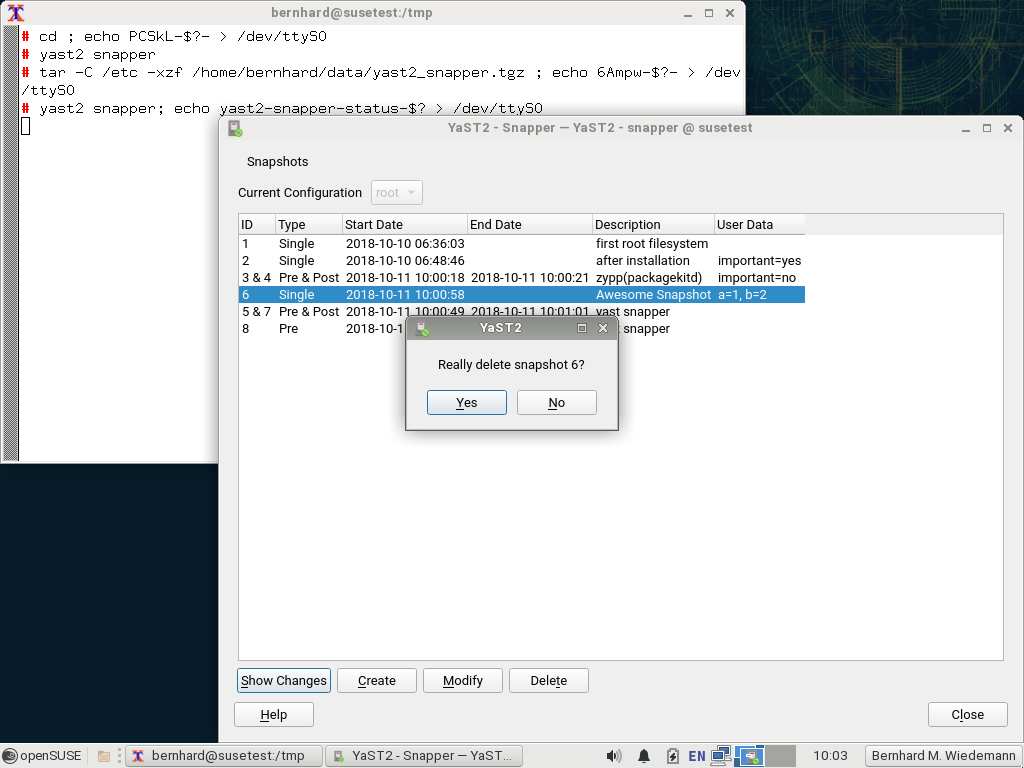 bernhard@susetest:/tmp
# cd ; echo PCSkL-$?- > /dev/ttyS0
# yast2 snapper
# tar -C /etc -xzf /home/bernhard/data/yast2_snapper.tgz ; echo 6Ampw-$?- > /dev
/ttyS0
# yast2 snapper; echo yast2-snapper-status-$? > /dev/ttyS0
YaST2 - Snapper — YaST2 - snapper @ susetest
Snapshots
Current Configuration root
ID Type Start Date End Date Description User Data
1 Single 2018-10-10 06:36:03 first root filesystem
2 Single 2018-10-10 06:48:46 after installation important=yes
3 & 4 Pre & Post 2018-10-11 10:00:18 2018-10-11 10:00:21 zypp(packagekitd) important=no
6 Single 2018-10-11 10:00:58 Awesome Snapshot a=1, b=2
5 & 7 Pre & Post 2018-10-11 10:00:49 2018-10-11 10:01:01 yast snapper
8 Pre 2018-10-1 snapper
YaST2
Really delete snapshot 6?
Yes No
Show Changes Create Modify Delete
Help Close
openSUSE bernhard@susetest:/tmp YaST2 - Snapper — YaST... EN 10:03 Bernhard M. Wiedemann